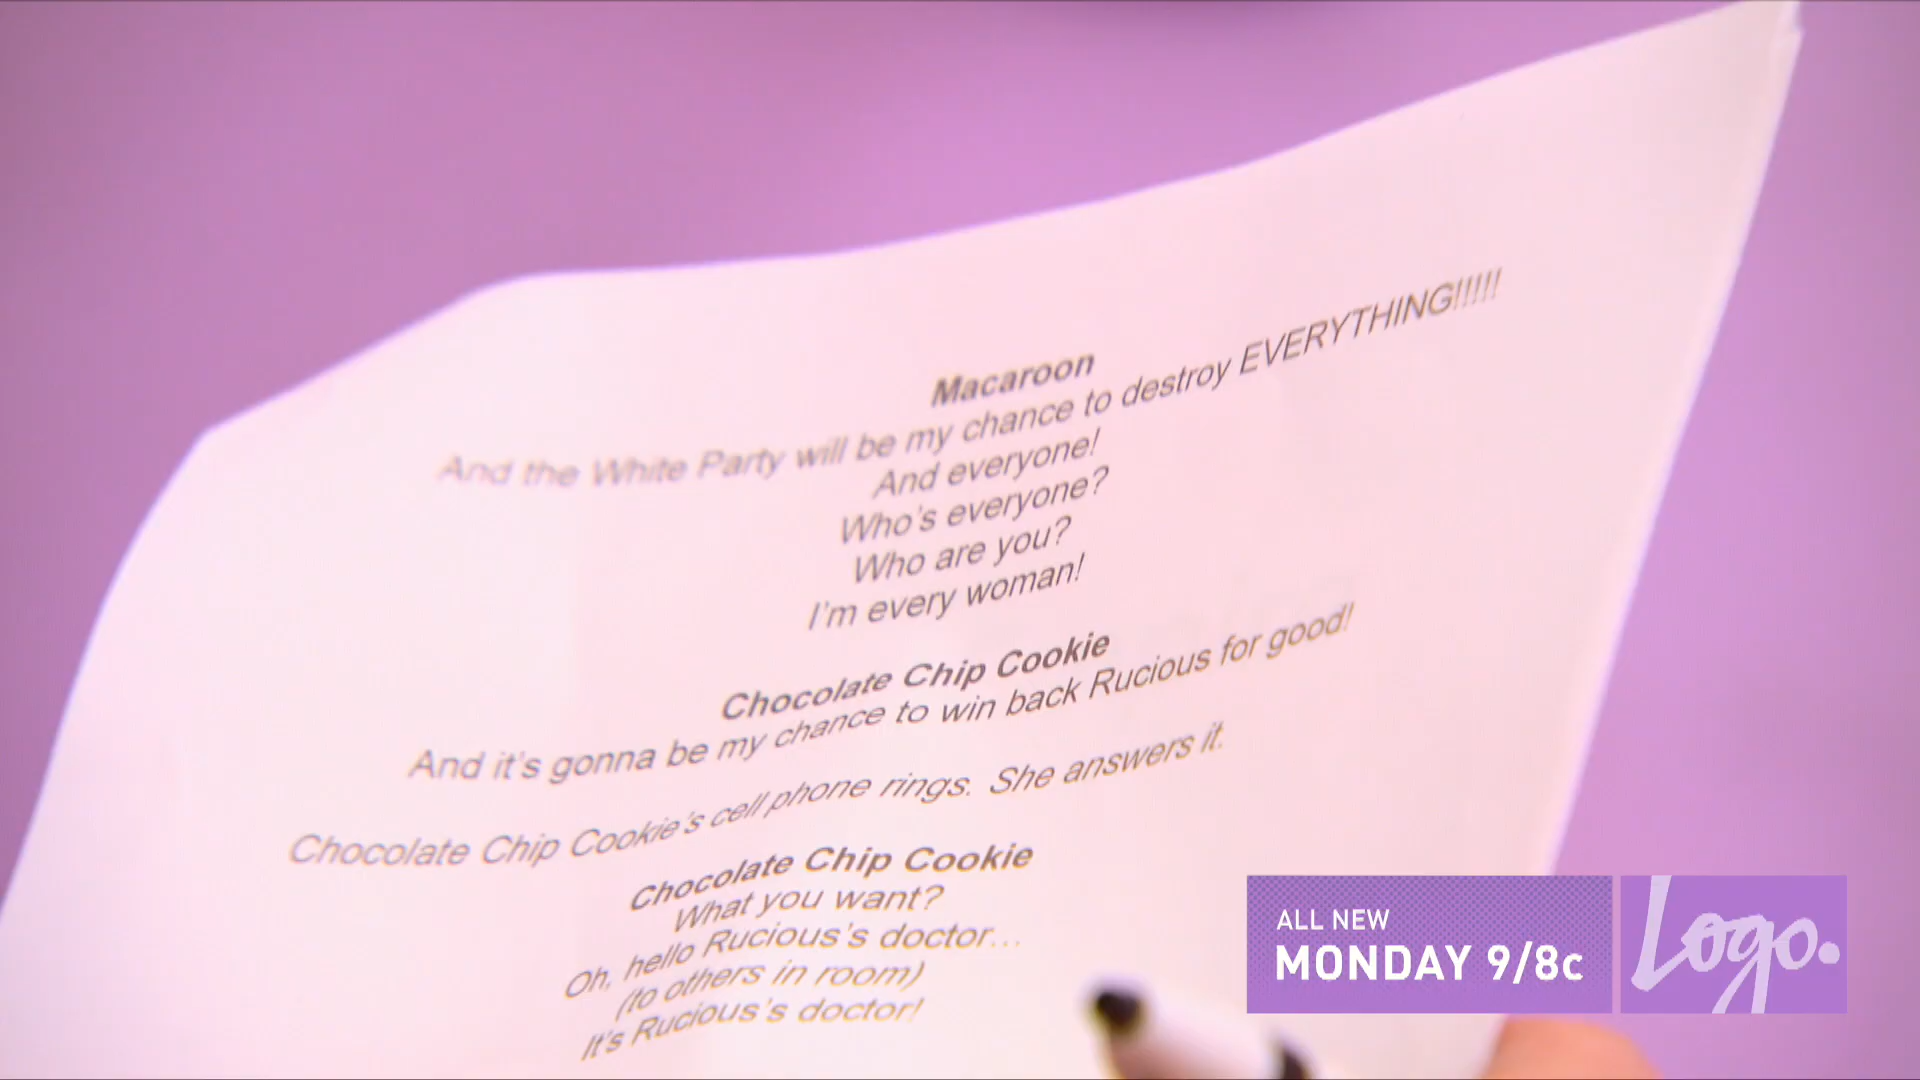 Macaroon
And the White Party will be my chance to destroy EVERYTHING!!!!!
And everyone!
Who's everyone?
Who are you?
I'm every woman!
Chocolate Chip Cookie
And it's gonna be my chance to win back Rucious for good!
Chocolate Chip Cookie's cell phone rings. She answers it.
Chocolate Chip Cookie
What you want?
Oh, hello Rucious's doctor...
(to others in room)
It's Rucious's doctor!
ALL NEW
MONDAY 9/8c
Logo.